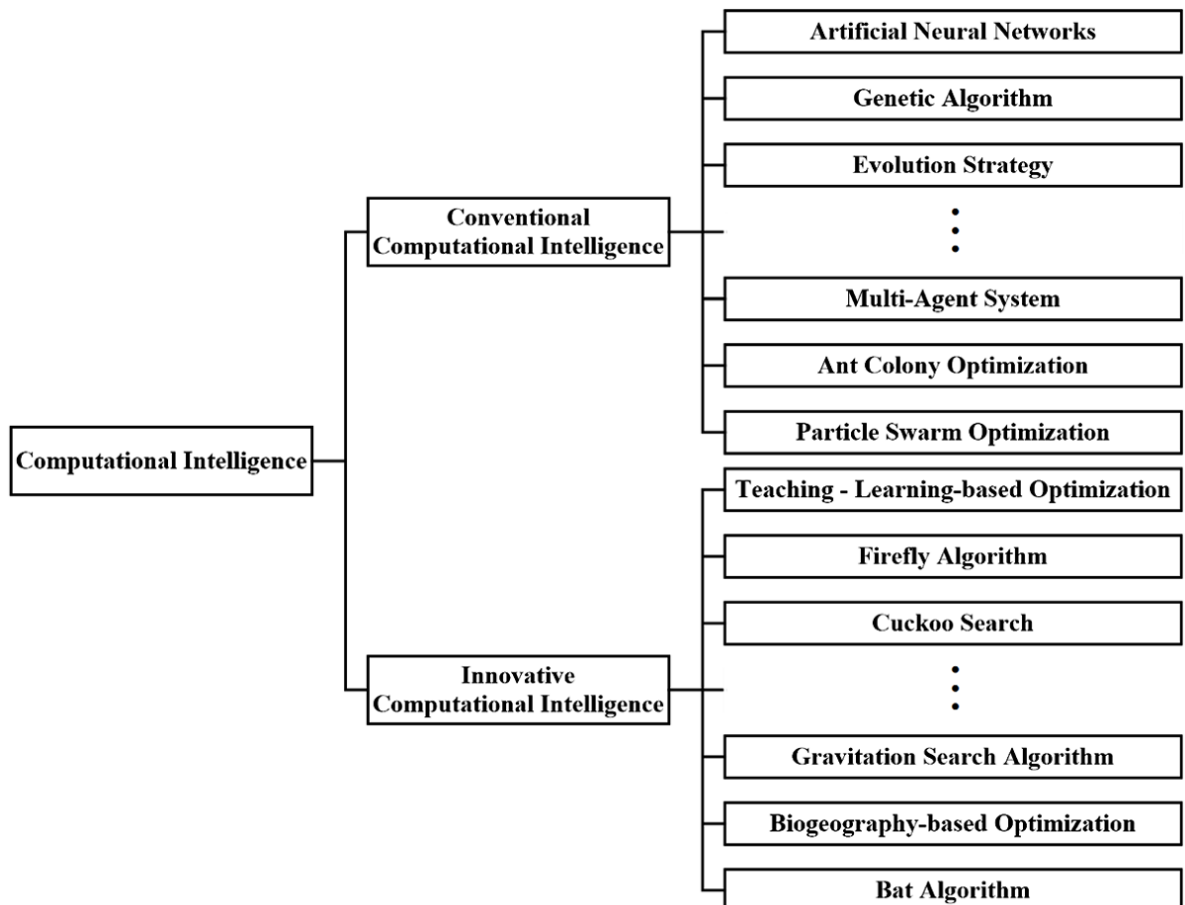 Artificial Neural Networks
Genetic Algorithm
Evolution Strategy
Conventional
Computational Intelligence
Multi-Agent System
Ant Colony Optimization
Particle Swarm Optimization
Computational Intelligence
Teaching - Learning-based Optimization
Firefly Algorithm
Cuckoo Search
Innovative
Computational Intelligence
Gravitation Search Algorithm
Biogeography-based Optimization
Bat Algorithm